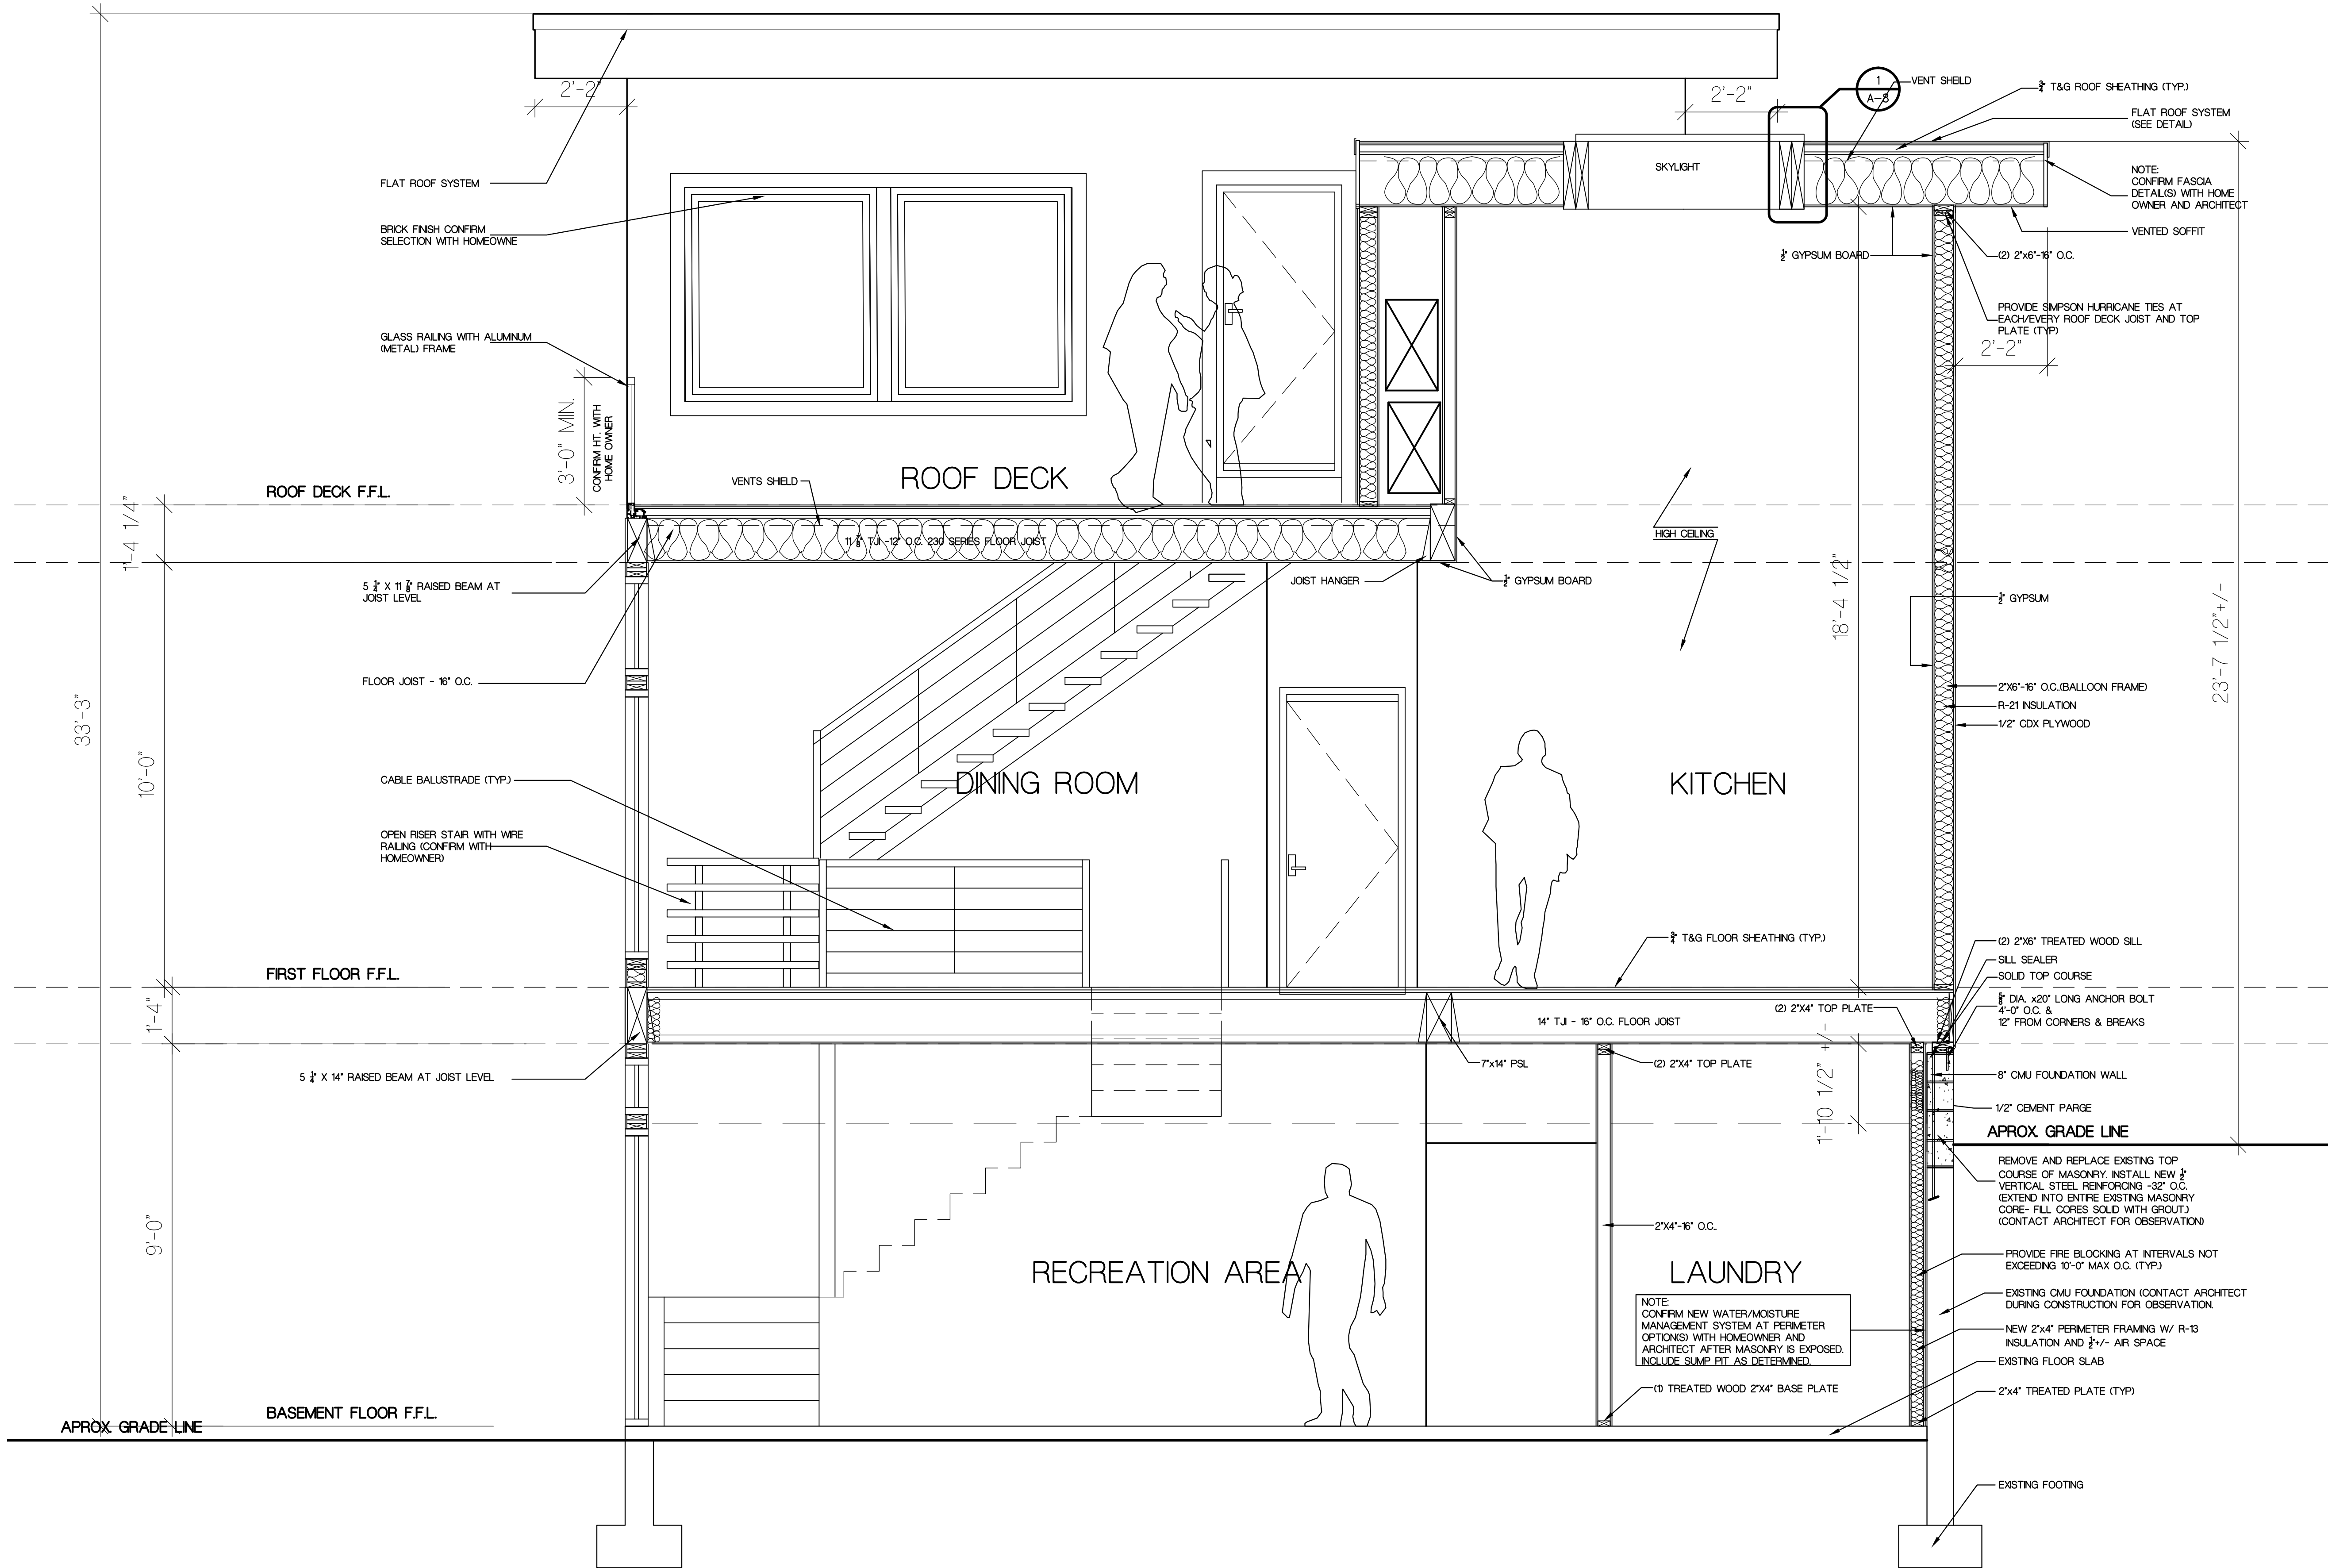 2'-2"
2'-2"
1
A-8
VENT SHEILD
¾" T&G ROOF SHEATHING (TYP.)
FLAT ROOF SYSTEM
(SEE DETAIL)
SKYLIGHT
NOTE:
CONFIRM FASCIA
DETAIL(S) WITH HOME
OWNER AND ARCHITECT
FLAT ROOF SYSTEM
BRICK FINISH CONFIRM
SELECTION WITH HOMEOWNE
VENTED SOFFIT
½" GYPSUM BOARD
(2) 2"x6"-16" O.C.
PROVIDE SIMPSON HURRICANE TIES AT
EACH/EVERY ROOF DECK JOIST AND TOP
PLATE (TYP)
2'-2"
GLASS RAILING WITH ALUMINUM
(METAL) FRAME
3'-0" MIN.
CONFIRM HT. WITH
HOME OWNER
ROOF DECK
VENTS SHIELD
ROOF DECK F.F.L.
1'-4 1/4"
11 ⅞" TJI -12" O.C. 230 SERIES FLOOR JOIST
HIGH CEILING
5 ¼" X 11 ⅞" RAISED BEAM AT
JOIST LEVEL
JOIST HANGER
½" GYPSUM BOARD
18'-4 1/2"
½" GYPSUM
23'-7 1/2"+/-
FLOOR JOIST - 16" O.C.
2"X6"-16" O.C.(BALLOON FRAME)
R-21 INSULATION
1/2" CDX PLYWOOD
33'-3"
10'-0"
CABLE BALUSTRADE (TYP.)
DINING ROOM
KITCHEN
OPEN RISER STAIR WITH WIRE
RAILING (CONFIRM WITH
HOMEOWNER)
¾" T&G FLOOR SHEATHING (TYP.)
(2) 2"X6" TREATED WOOD SILL
SILL SEALER
SOLID TOP COURSE
FIRST FLOOR F.F.L.
⅝" DIA. x20" LONG ANCHOR BOLT
4'-0" O.C. &
12" FROM CORNERS & BREAKS
1'-4"
(2) 2"X4" TOP PLATE
14" TJI - 16" O.C. FLOOR JOIST
5 ¼" X 14" RAISED BEAM AT JOIST LEVEL
7"x14" PSL
(2) 2"X4" TOP PLATE
1'-10 1/2" +/-
8" CMU FOUNDATION WALL
1/2" CEMENT PARGE
APROX. GRADE LINE
REMOVE AND REPLACE EXISTING TOP
COURSE OF MASONRY. INSTALL NEW ½"
VERTICAL STEEL REINFORCING -32" O.C.
(EXTEND INTO ENTIRE EXISTING MASONRY
CORE- FILL CORES SOLID WITH GROUT.)
(CONTACT ARCHITECT FOR OBSERVATION)
9'-0"
2"X4"-16" O.C.
PROVIDE FIRE BLOCKING AT INTERVALS NOT
EXCEEDING 10'-0" MAX O.C. (TYP.)
RECREATION AREA
LAUNDRY
EXISTING CMU FOUNDATION (CONTACT ARCHITECT
DURING CONSTRUCTION FOR OBSERVATION.
NOTE:
CONFIRM NEW WATER/MOISTURE
MANAGEMENT SYSTEM AT PERIMETER
OPTION(S) WITH HOMEOWNER AND
ARCHITECT AFTER MASONRY IS EXPOSED.
INCLUDE SUMP PIT AS DETERMINED.
NEW 2"x4" PERIMETER FRAMING W/ R-13
INSULATION AND ½"+/- AIR SPACE
EXISTING FLOOR SLAB
(1) TREATED WOOD 2"X4" BASE PLATE
2"x4" TREATED PLATE (TYP)
BASEMENT FLOOR F.F.L.
APROX. GRADE LINE
EXISTING FOOTING